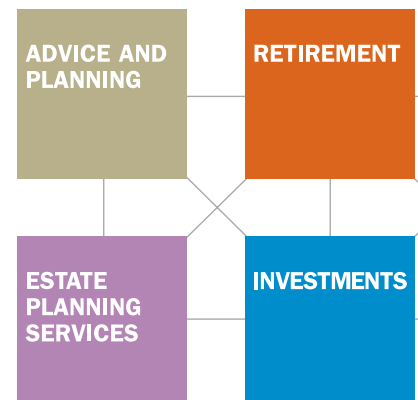 ADVICE AND
PLANNING
RETIREMENT
ESTATE
PLANNING
SERVICES
INVESTMENTS